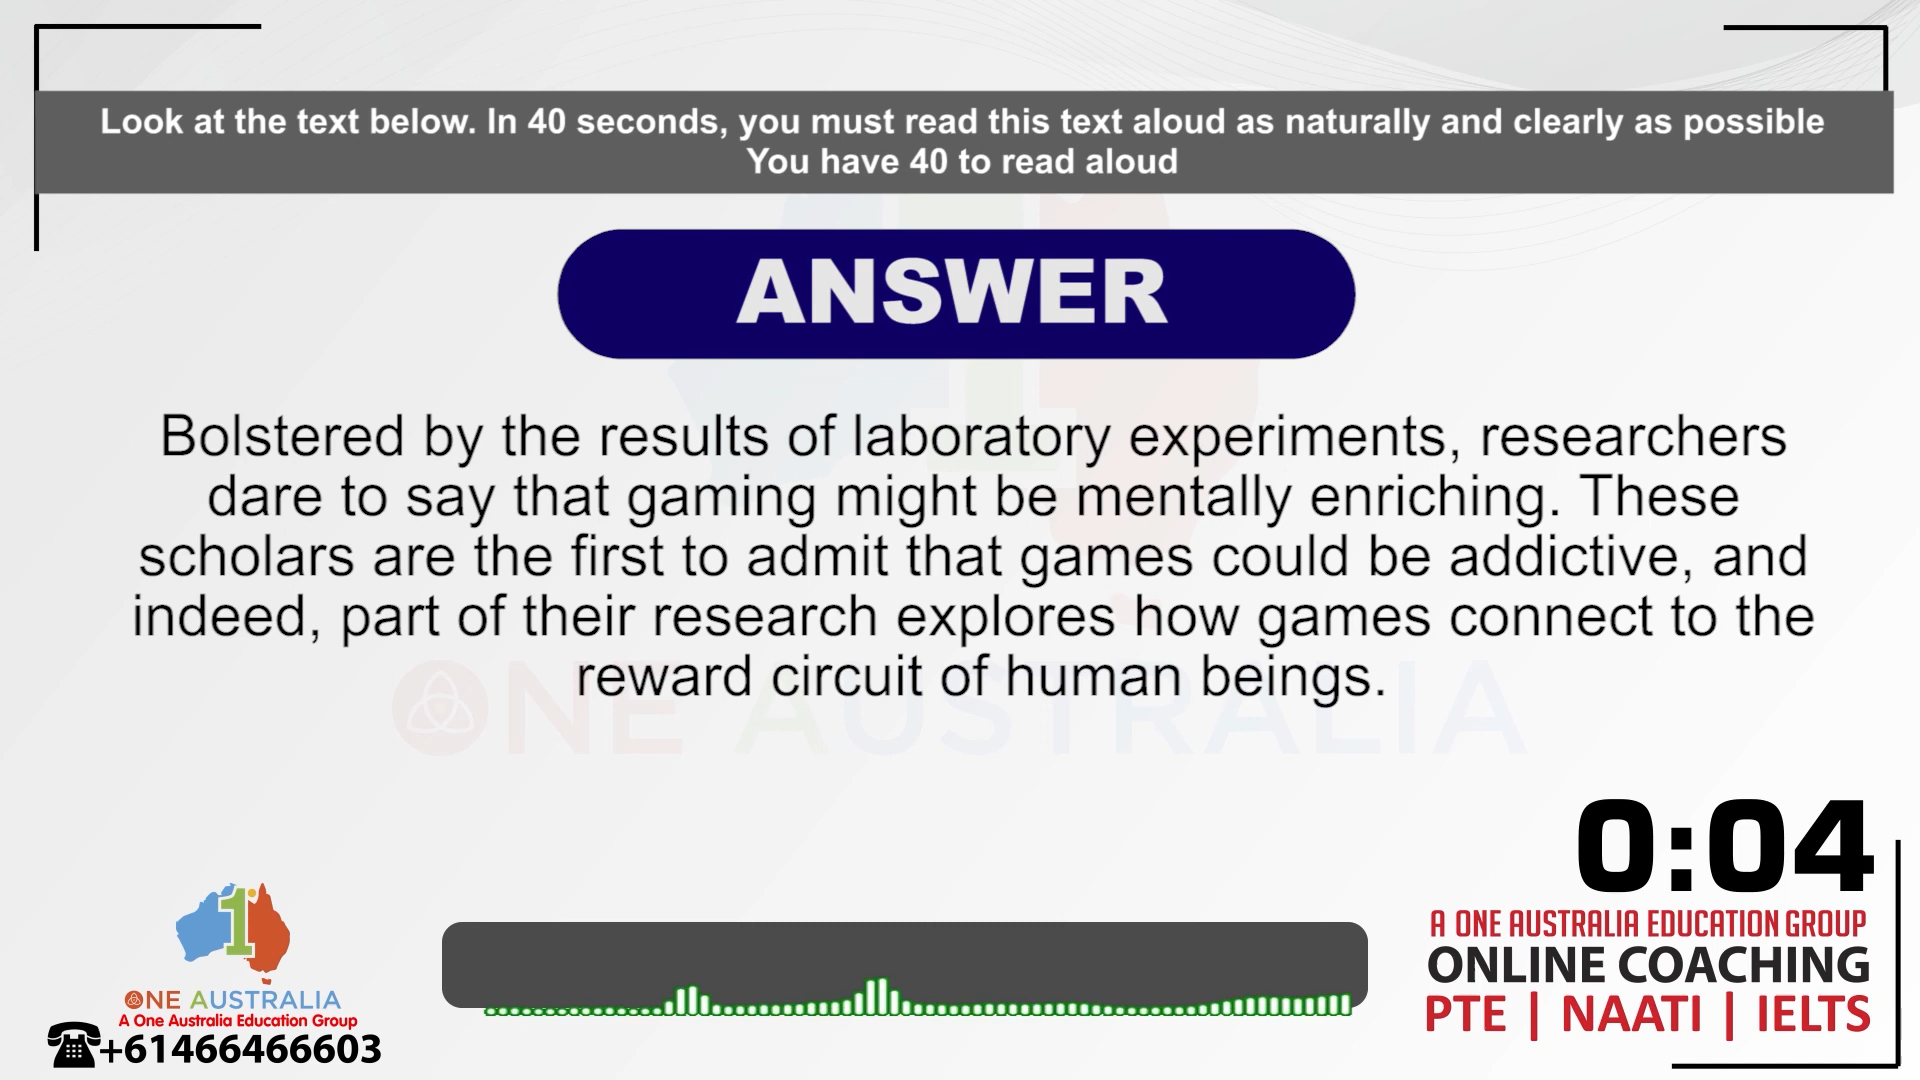 Look at the text below. In 40 seconds, you must read this text aloud as naturally and clearly as possible
You have 40 to read aloud
ANSWER
Bolstered by the results of laboratory experiments, researchers
dare to say that gaming might be mentally enriching. These
scholars are the first to admit that games could be addictive, and
indeed, part of their research explores how games connect to the
reward circuit of human beings.
ONE AUSTRALIA
0:04
A ONE AUSTRALIA EDUCATION GROUP
ONLINE COACHING
PTE | NAATI | IELTS
1
ONE AUSTRALIA
A One Australia Education Group
+61466466603